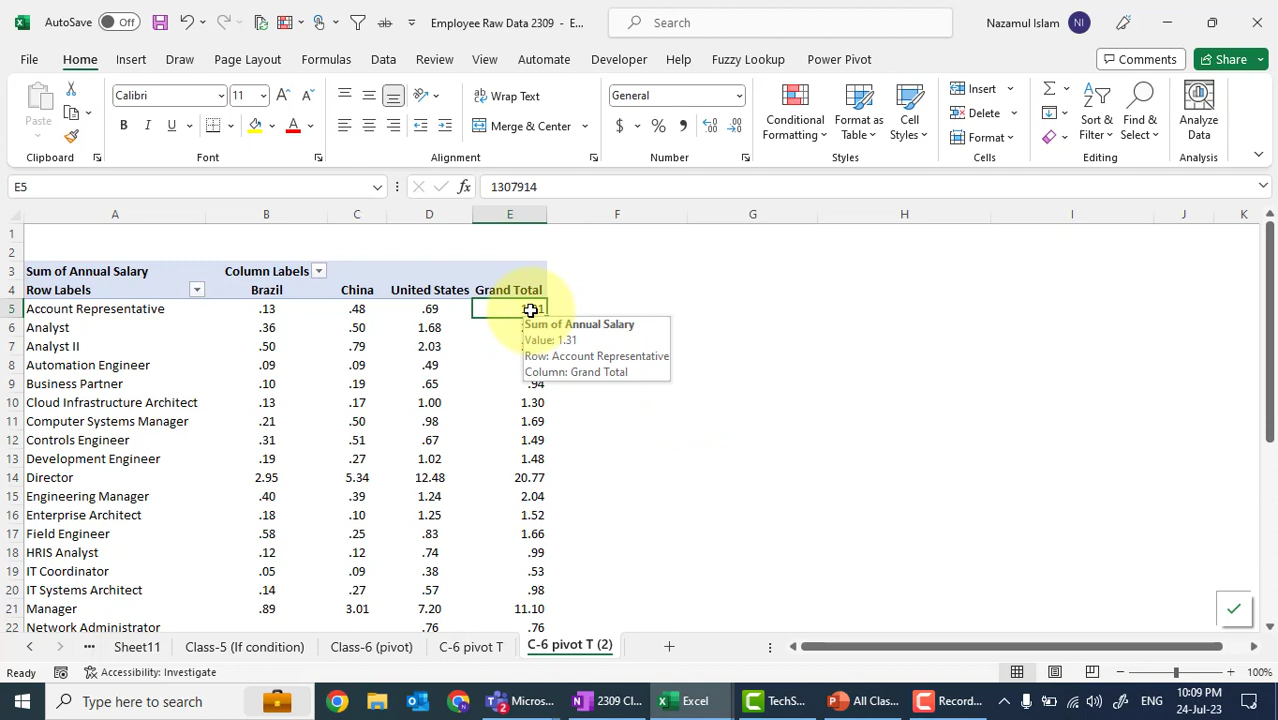 AutoSave Off Employee Raw Data 2309 - E... Search Nazamul Islam NI
File Home Insert Draw Page Layout Formulas Data Review View Automate Developer Help Fuzzy Lookup Power Pivot Comments Share
Paste Calibri 11 Wrap Text General Insert
Merge & Center Conditional Formatting Format as Table Cell Styles Delete Sort & Filter Find & Select Analyze Data
Format
Clipboard Font Alignment Number Styles Cells Editing Analysis
E5 fx 1307914
A B C D E F G H I J K
1
2
3 Sum of Annual Salary Column Labels
4 Row Labels Brazil China United States Grand Total
5 Account Representative .13 .48 .69
6 Analyst .36 .50 1.68
7 Analyst II .50 .79 2.03
8 Automation Engineer .09 .09 .49
9 Business Partner .10 .19 .65 .94
10 Cloud Infrastructure Architect .13 .17 1.00 1.30
11 Computer Systems Manager .21 .50 .98 1.69
12 Controls Engineer .31 .51 .67 1.49
13 Development Engineer .19 .27 1.02 1.48
14 Director 2.95 5.34 12.48 20.77
15 Engineering Manager .40 .39 1.24 2.04
16 Enterprise Architect .18 .10 1.25 1.52
17 Field Engineer .58 .25 .83 1.66
18 HRIS Analyst .12 .12 .74 .99
19 IT Coordinator .05 .09 .38 .53
20 IT Systems Architect .14 .27 .57 .98
21 Manager .89 3.01 7.20 11.10
22 Network Administrator .76 .76
Sum of Annual Salary
Value: 1.31
Row: Account Representative
Column: Grand Total
Sheet11 Class-5 (If condition) Class-6 (pivot) C-6 pivot T C-6 pivot T (2)
Ready Accessibility: Investigate 100%
Type here to search Micros... 2309 Cl... Excel TechS... All Clas... Record... ENG 10:09 PM
24-Jul-23